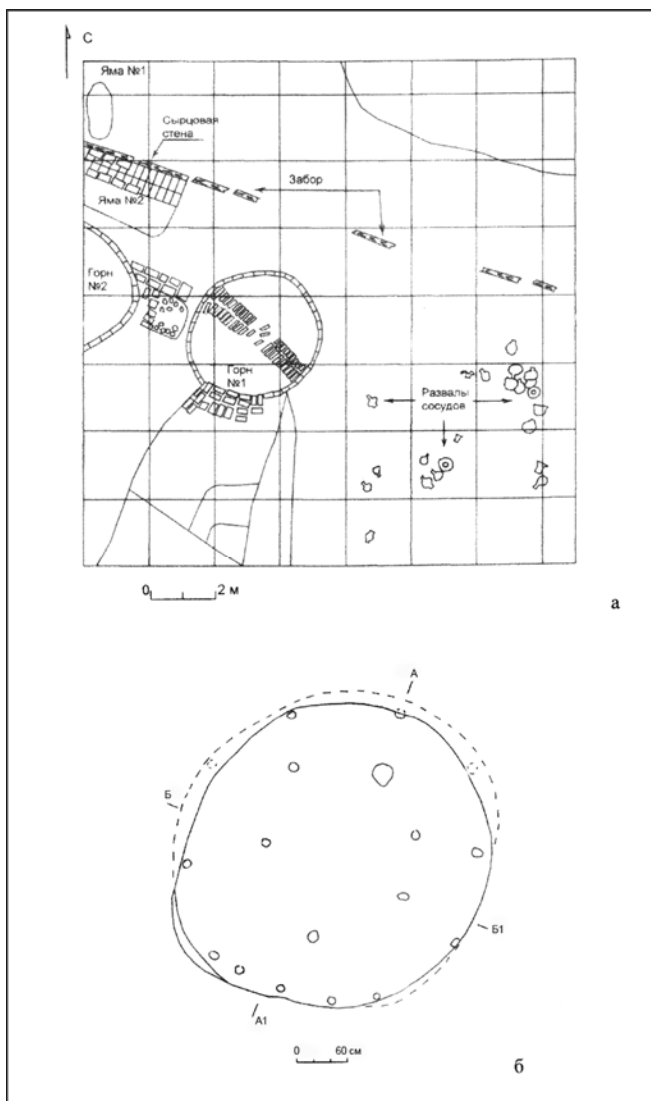 С
Яма №1
Сырцовая
стена
Забор
Яма №2
Горн
№2
Горн
№1
Развалы
сосудов
0 2 м
а
А
Б
Б1
А1
0 60 см
б